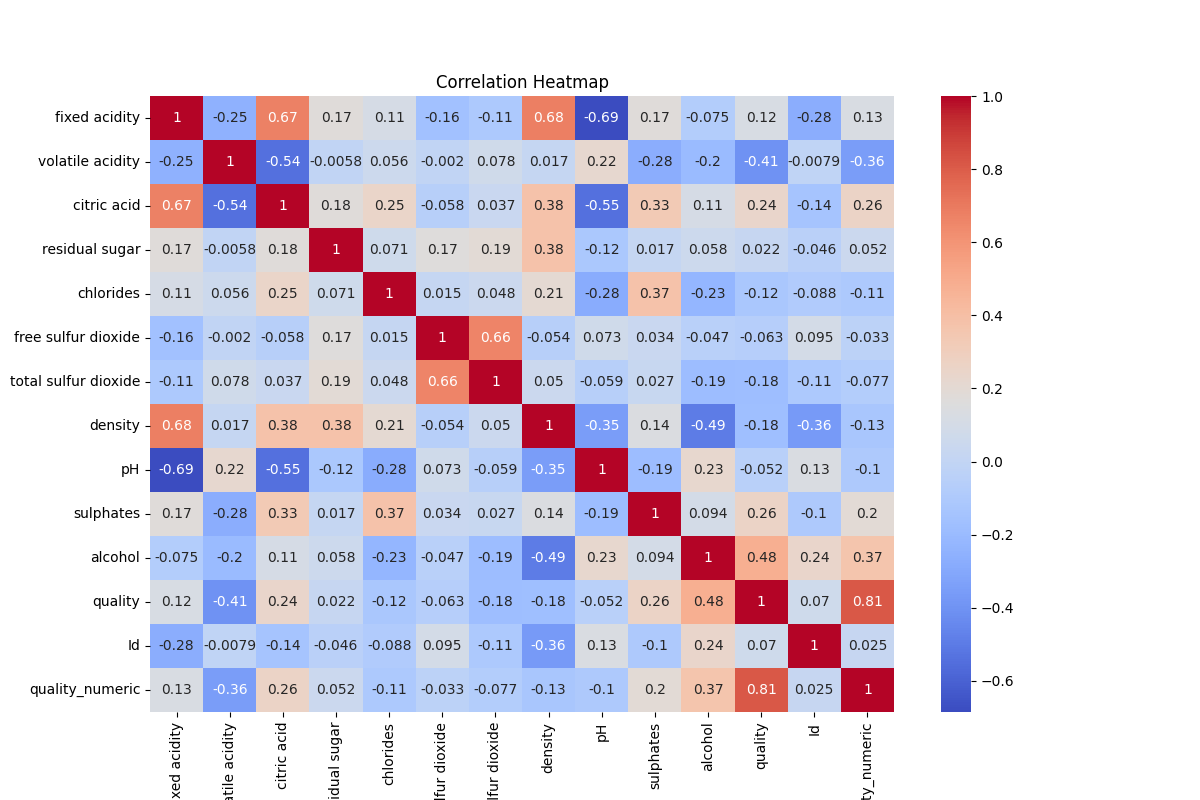 Correlation Heatmap
fixed acidity 1 -0.25 0.67 0.17 0.11 -0.16 -0.11 0.68 -0.69 0.17 -0.075 0.12 -0.28 0.13
volatile acidity -0.25 1 -0.54 -0.0058 0.056 -0.002 0.078 0.017 0.22 -0.28 -0.2 -0.41 -0.0079 -0.36
citric acid 0.67 -0.54 1 0.18 0.25 -0.058 0.037 0.38 -0.55 0.33 0.11 0.24 -0.14 0.26
residual sugar 0.17 -0.0058 0.18 1 0.071 0.17 0.19 0.38 -0.12 0.017 0.058 0.022 -0.046 0.052
chlorides 0.11 0.056 0.25 0.071 1 0.015 0.048 0.21 -0.28 0.37 -0.23 -0.12 -0.088 -0.11
free sulfur dioxide -0.16 -0.002 -0.058 0.17 0.015 1 0.66 -0.054 0.073 0.034 -0.047 -0.063 0.095 -0.033
total sulfur dioxide -0.11 0.078 0.037 0.19 0.048 0.66 1 0.05 -0.059 0.027 -0.19 -0.18 -0.11 -0.077
density 0.68 0.017 0.38 0.38 0.21 -0.054 0.05 1 -0.35 0.14 -0.49 -0.18 -0.36 -0.13
pH -0.69 0.22 -0.55 -0.12 -0.28 0.073 -0.059 -0.35 1 -0.19 0.23 -0.052 0.13 -0.1
sulphates 0.17 -0.28 0.33 0.017 0.37 0.034 0.027 0.14 -0.19 1 0.094 0.26 -0.1 0.2
alcohol -0.075 -0.2 0.11 0.058 -0.23 -0.047 -0.19 -0.49 0.23 0.094 1 0.48 0.24 0.37
quality 0.12 -0.41 0.24 0.022 -0.12 -0.063 -0.18 -0.18 -0.052 0.26 0.48 1 0.07 0.81
Id -0.28 -0.0079 -0.14 -0.046 -0.088 0.095 -0.11 -0.36 0.13 -0.1 0.24 0.07 1 0.025
quality_numeric 0.13 -0.36 0.26 0.052 -0.11 -0.033 -0.077 -0.13 -0.1 0.2 0.37 0.81 0.025 1
xed acidity
atile acidity
citric acid
idual sugar
chlorides
lfur dioxide
lfur dioxide
density
pH
sulphates
alcohol
quality
Id
ty_numeric
1.0
0.8
0.6
0.4
0.2
0.0
−0.2
−0.4
−0.6